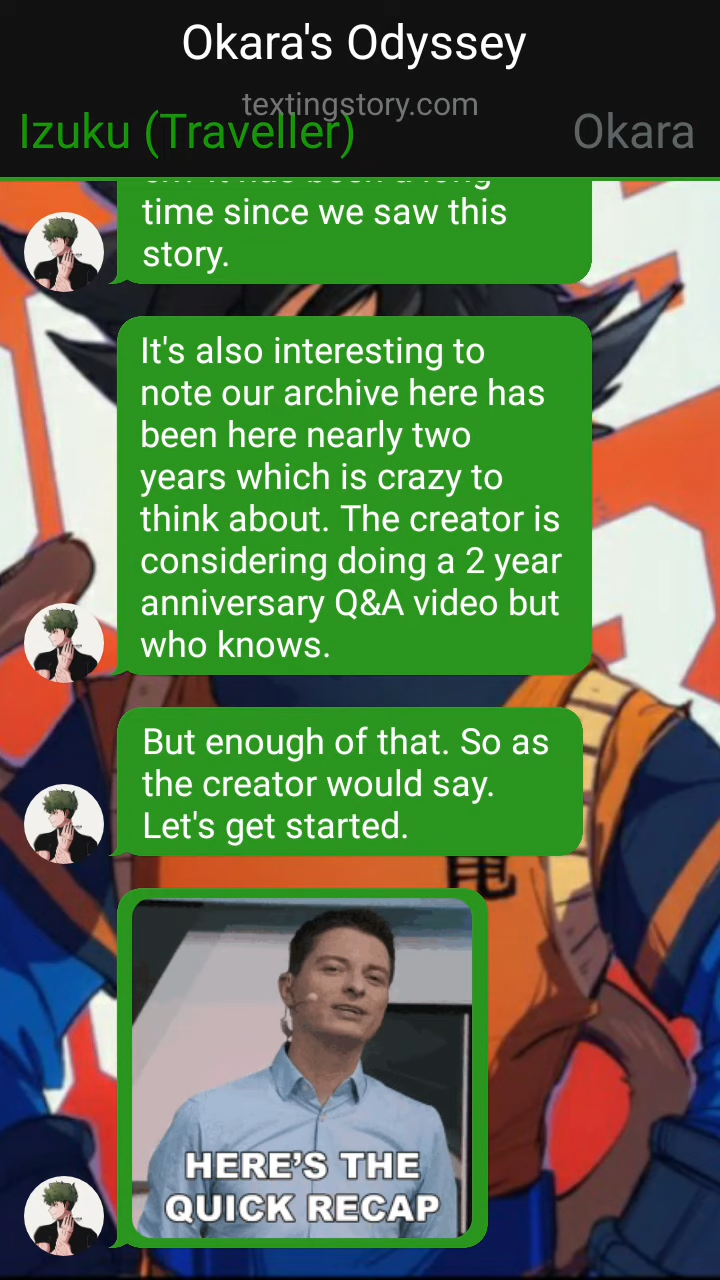 Okara's Odyssey
textingstory.com
Izuku (Traveller)
Okara
time since we saw this
story.
It's also interesting to
note our archive here has
been here nearly two
years which is crazy to
think about. The creator is
considering doing a 2 year
anniversary Q&A video but
who knows.
But enough of that. So as
the creator would say.
Let's get started.
亀
HERE'S THE
QUICK RECAP